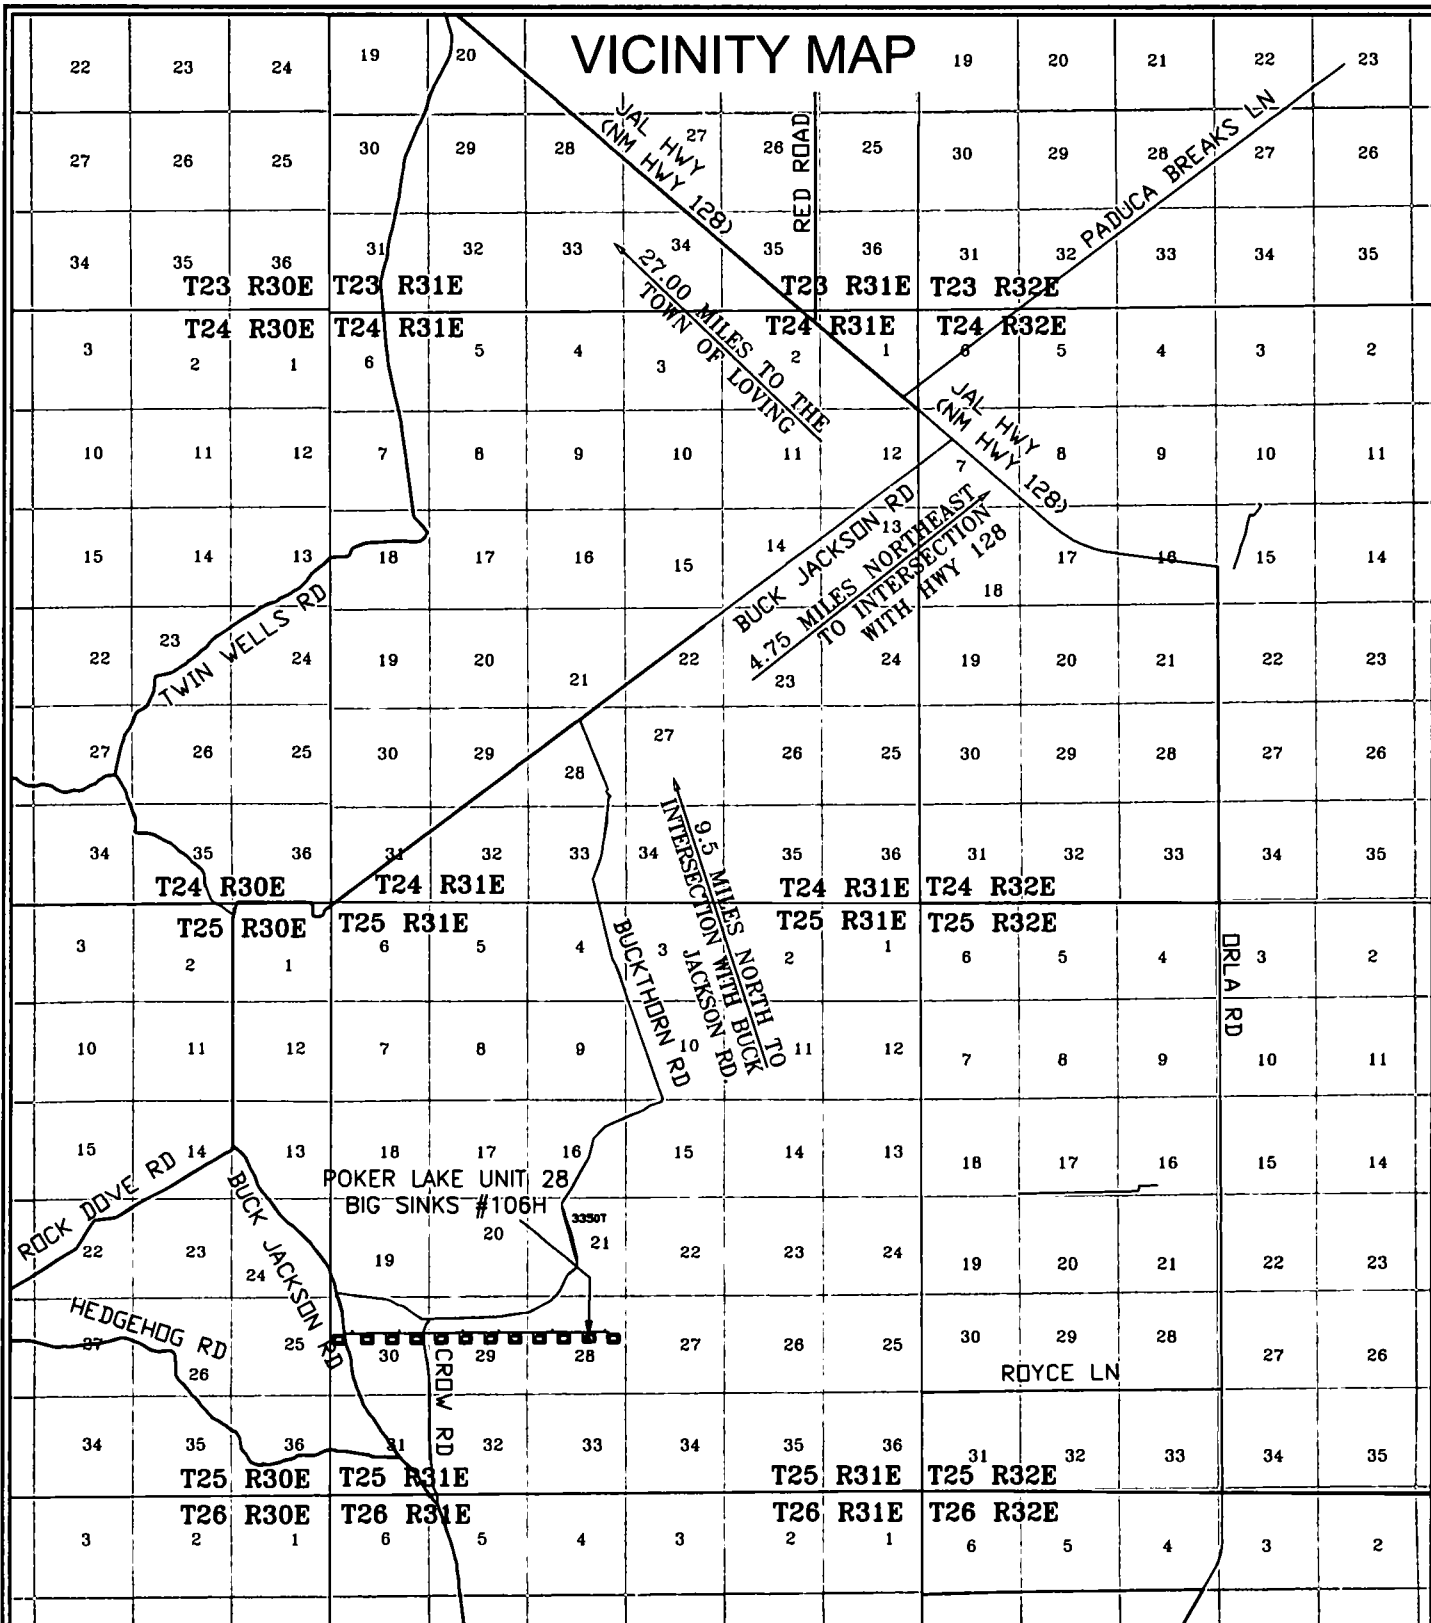 VICINITY MAP
22 23 24 19 20 19 20 21 22 23
JAL HWY
(NM HWY 128)
RED ROAD
PADUCA BREAKS LN
27 26 25 30 29 28 27 26 25 30 29 28 27 26
34 35 36 31 32 33 34 35 36 31 32 33 34 35
T23 R30E T23 R31E T23 R31E T23 R32E
27.00 MILES TO THE
TOWN OF LOVING
T24 R30E T24 R31E T24 R31E T24 R32E
3 2 1 6 5 4 3 2 1 6 5 4 3 2
JAL HWY
(NM HWY 128)
10 11 12 7 8 9 10 11 12 7 8 9 10 11
BUCK JACKSON RD
4.75 MILES NORTHEAST
TO INTERSECTION
WITH HWY 128
15 14 13 18 17 16 15 14 13 18 17 16 15 14
TWIN WELLS RD
22 23 24 19 20 21 22 23 24 19 20 21 22 23
27 26 25 30 29 28 27 26 25 30 29 28 27 26
9.5 MILES NORTH TO
INTERSECTION WITH BUCK
JACKSON RD.
34 35 36 31 32 33 34 35 36 31 32 33 34 35
T24 R30E T24 R31E T24 R31E T24 R32E
T25 R30E T25 R31E T25 R31E T25 R32E
3 2 1 6 5 4 3 2 1 6 5 4 3 2
BUCKTHORN RD
ORLA RD
10 11 12 7 8 9 10 11 12 7 8 9 10 11
15 14 13 18 17 16 15 14 13 18 17 16 15 14
ROCK DOVE RD
BUCK JACKSON RD
POKER LAKE UNIT 28
BIG SINKS #106H
3350T
22 23 24 19 20 21 22 23 24 19 20 21 22 23
HEDGEHOG RD
27 26 25 30 29 28 27 26 25 30 29 28 27 26
CROW RD
ROYCE LN
34 35 36 31 32 33 34 35 36 31 32 33 34 35
T25 R30E T25 R31E T25 R31E T25 R32E
T26 R30E T26 R31E T26 R31E T26 R32E
3 2 1 6 5 4 3 2 1 6 5 4 3 2